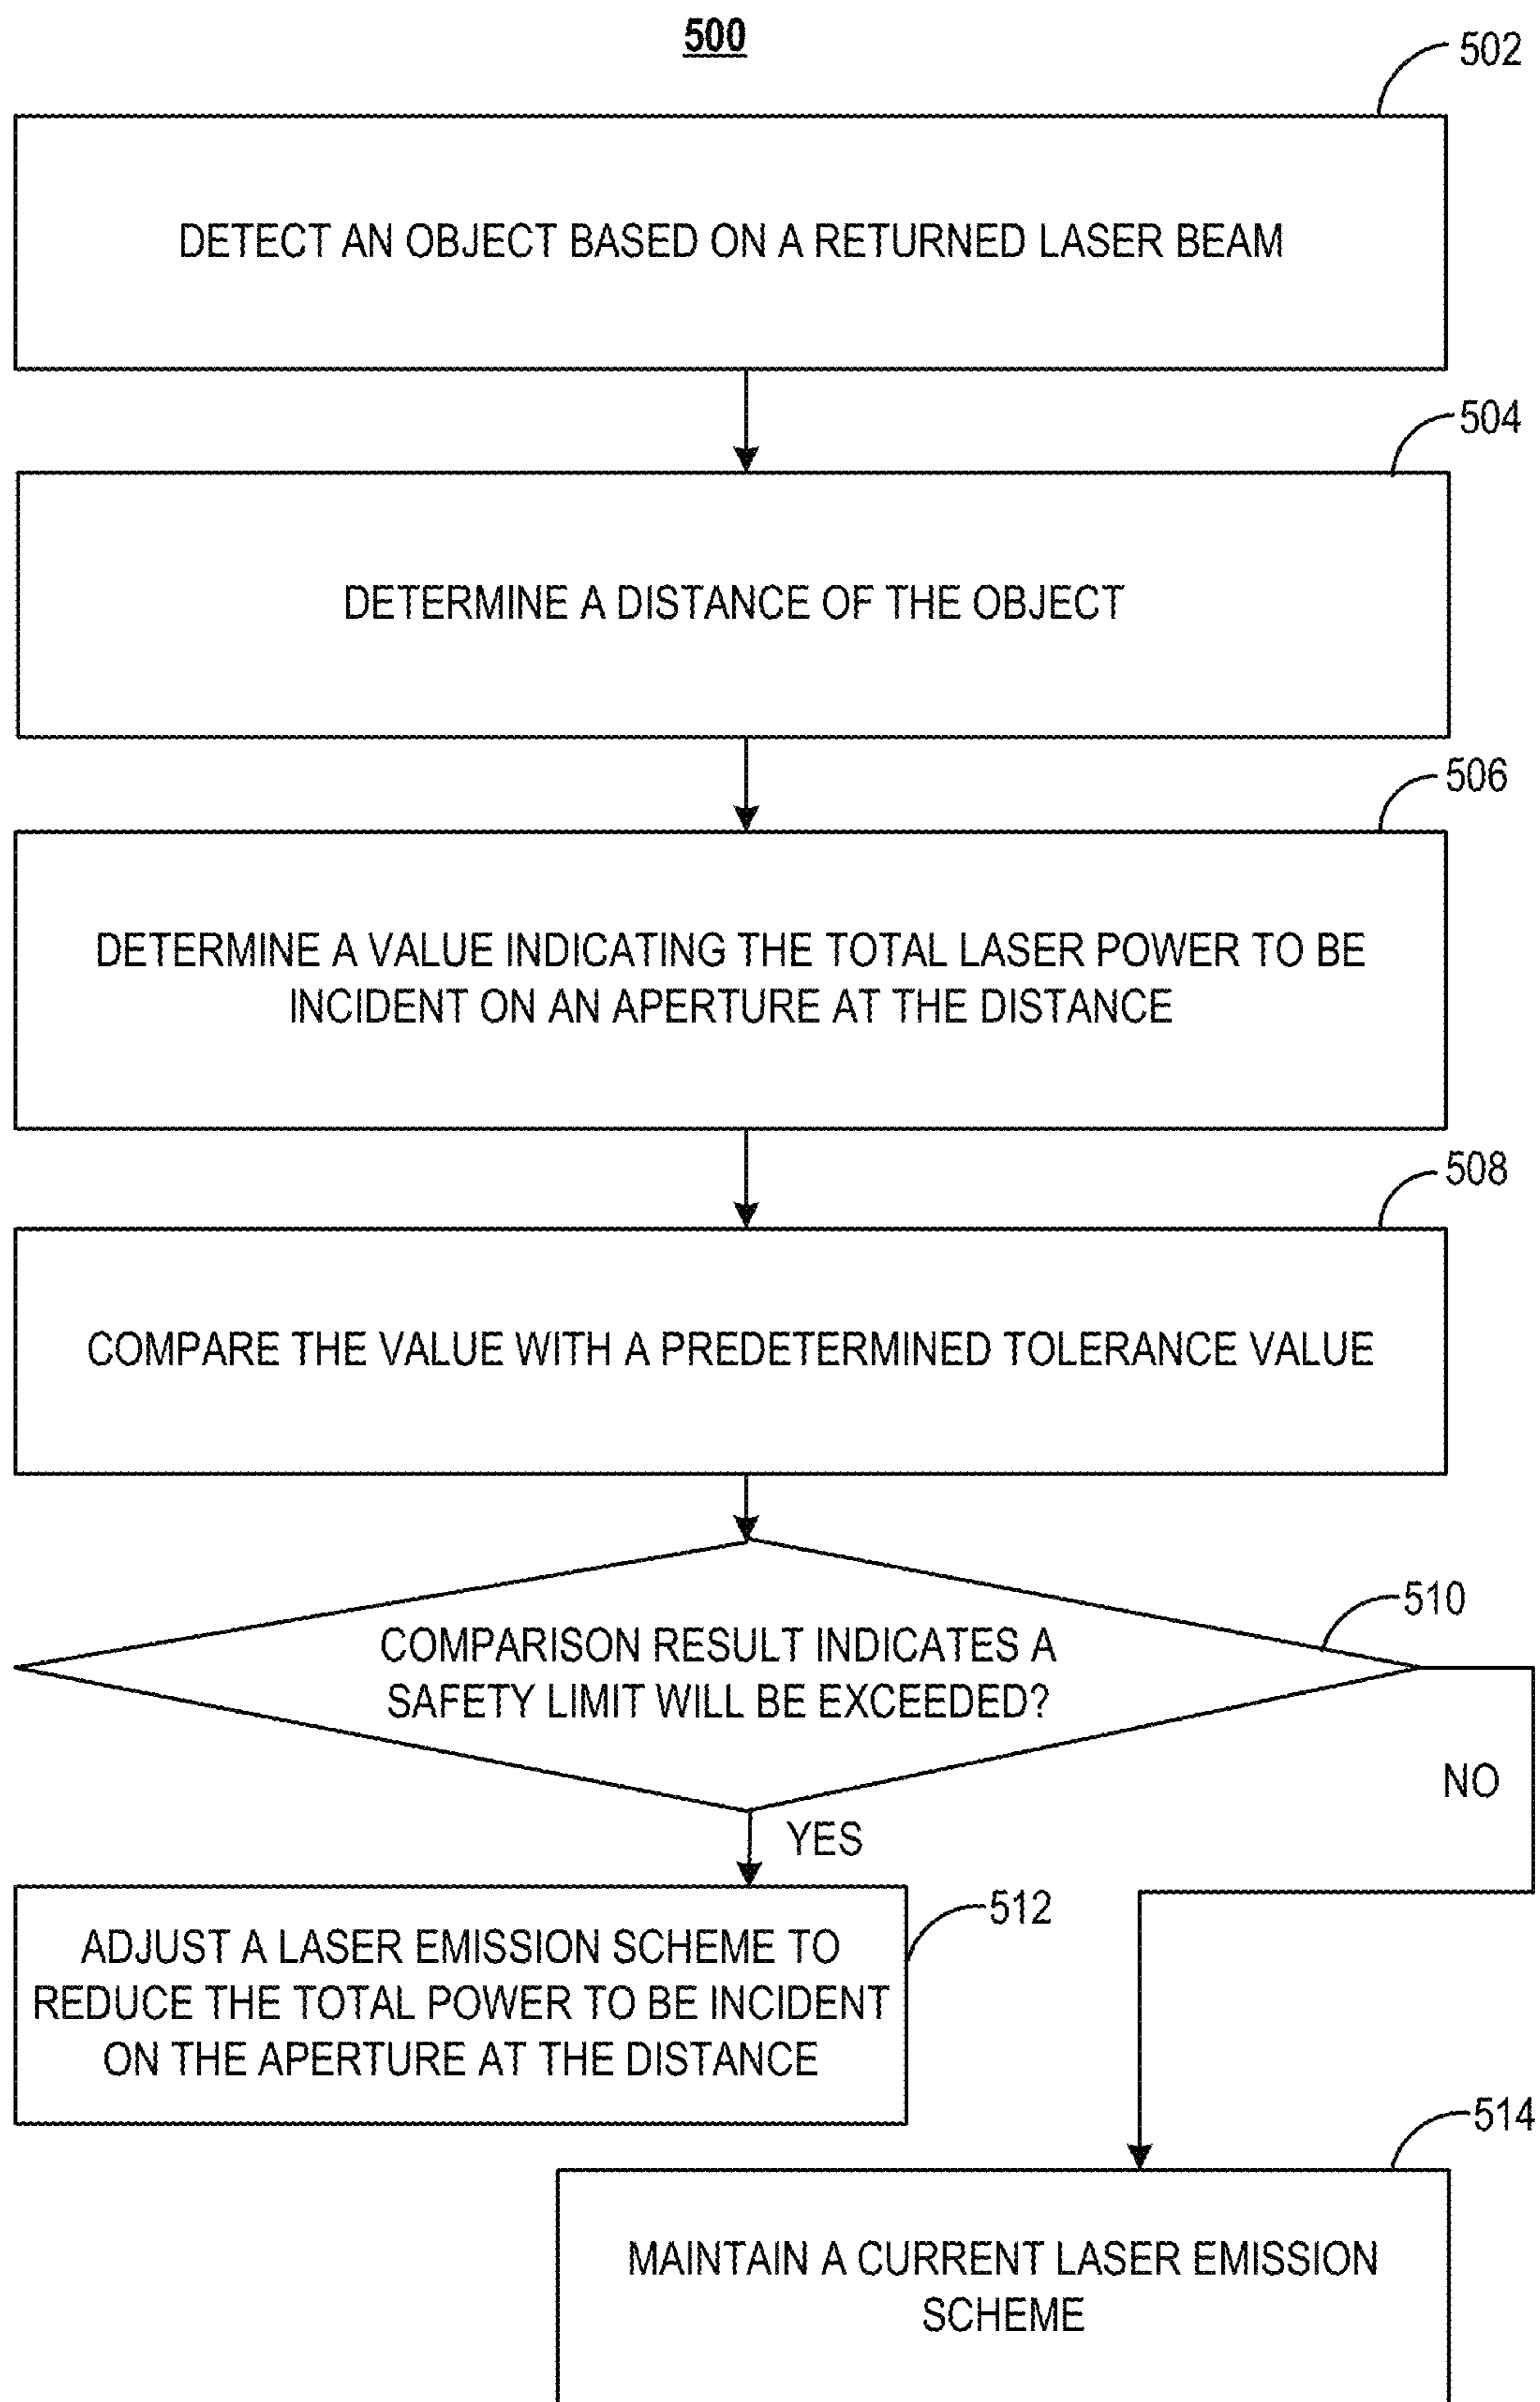 500
502
DETECT AN OBJECT BASED ON A RETURNED LASER BEAM
504
DETERMINE A DISTANCE OF THE OBJECT
506
DETERMINE A VALUE INDICATING THE TOTAL LASER POWER TO BE
INCIDENT ON AN APERTURE AT THE DISTANCE
508
COMPARE THE VALUE WITH A PREDETERMINED TOLERANCE VALUE
510
COMPARISON RESULT INDICATES A
SAFETY LIMIT WILL BE EXCEEDED?
NO
YES
512
ADJUST A LASER EMISSION SCHEME TO
REDUCE THE TOTAL POWER TO BE INCIDENT
ON THE APERTURE AT THE DISTANCE
514
MAINTAIN A CURRENT LASER EMISSION
SCHEME